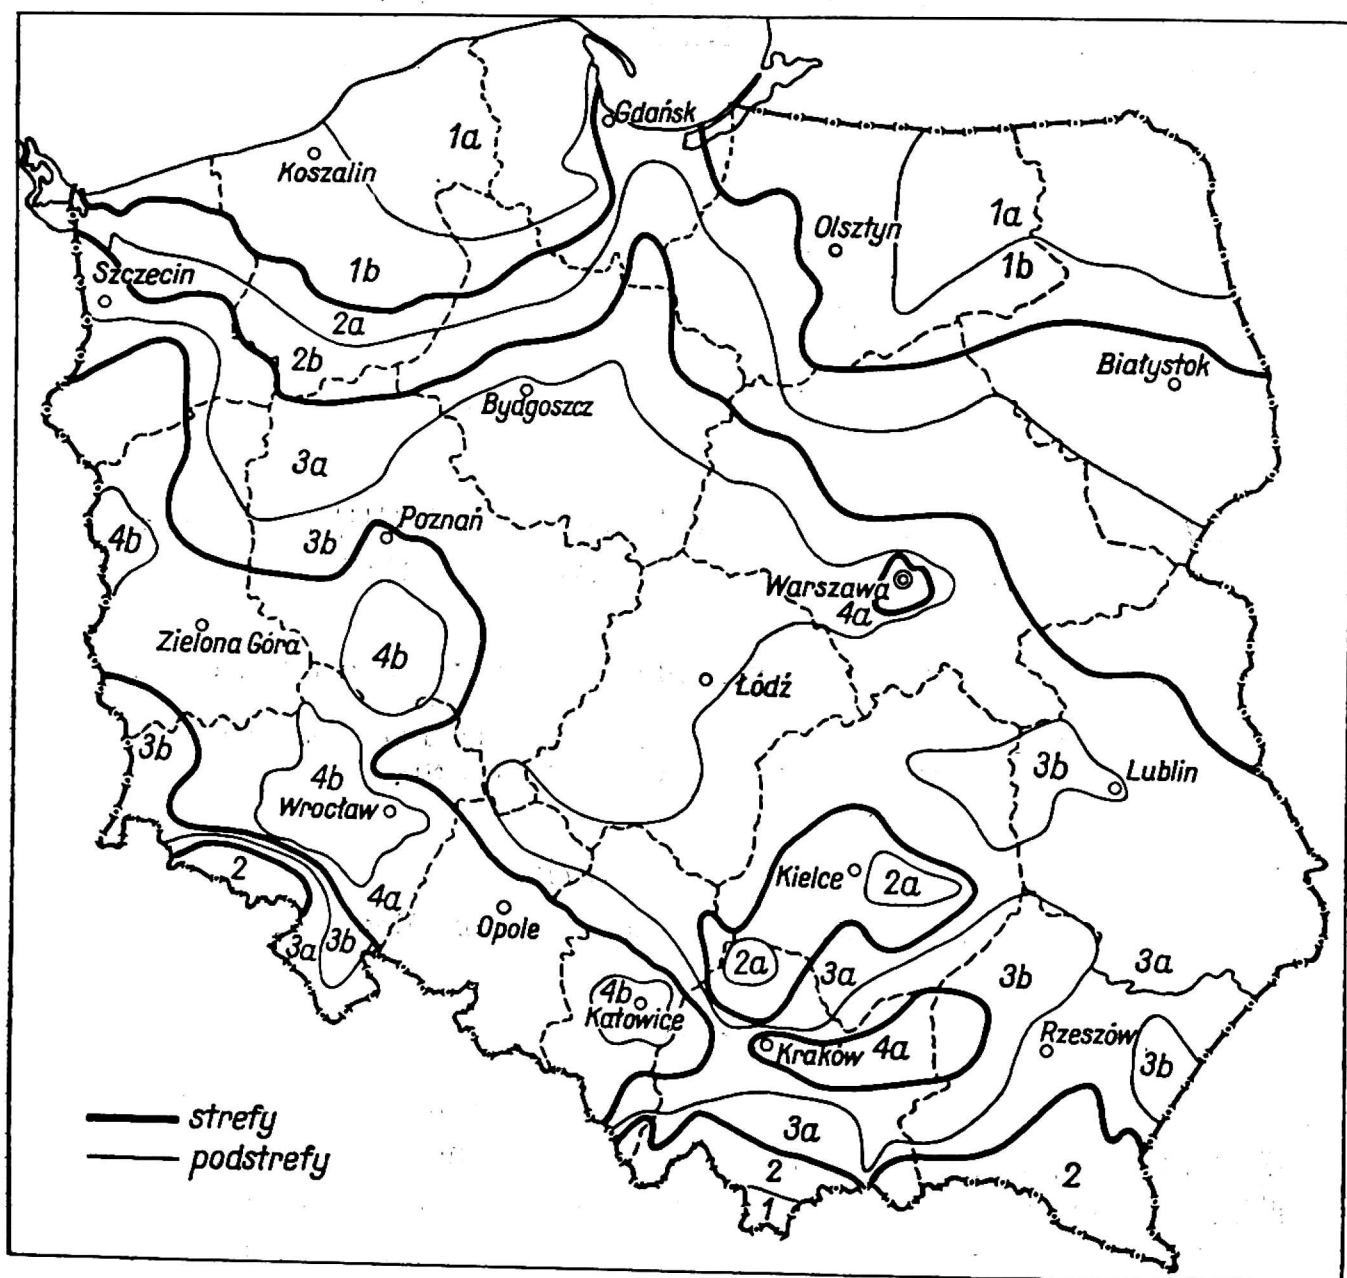 Gdańsk
1a
Koszalin
1a
Olsztyn
1b
1b
Szczecin
2a
2b
Białystok
Bydgoszcz
3a
Poznań
3b
4b
Warszawa
4a
Zielona Góra
4b
Łódź
3b
3b
Lublin
4b
Wrocław
2
Kielce
2a
4a
Opole
3a
3b
2a
3a
3b
3a
4b
Katowice
Kraków
4a
Rzeszów
3b
strefy
3a
podstrefy
2
2
1